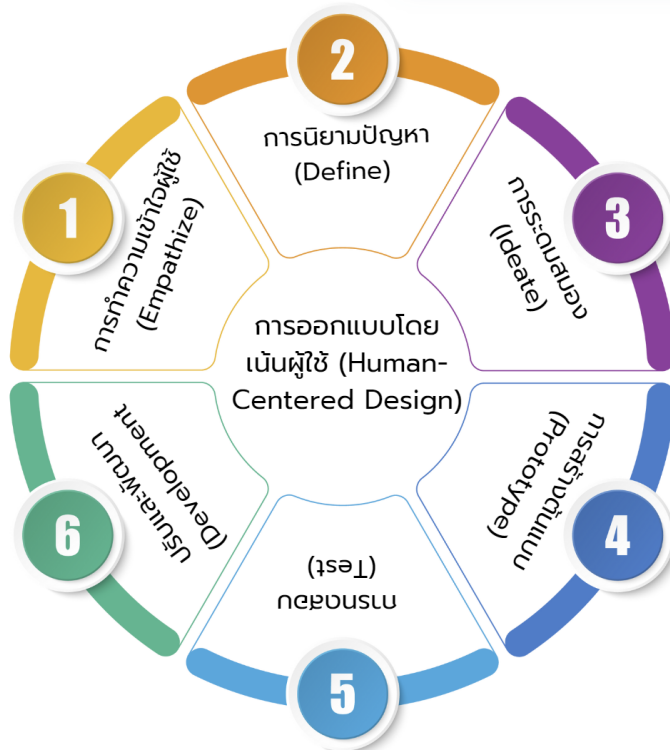 1
การทำความเข้าใจผู้ใช้
(Empathize)
2
การนิยามปัญหา
(Define)
3
การระดมสมอง
(Ideate)
4
การสร้างต้นแบบ
(Prototype)
5
การทดสอบ
(Test)
6
ปรับและพัฒนา
(Development)
การออกแบบโดย
เน้นผู้ใช้ (Human-
Centered Design)